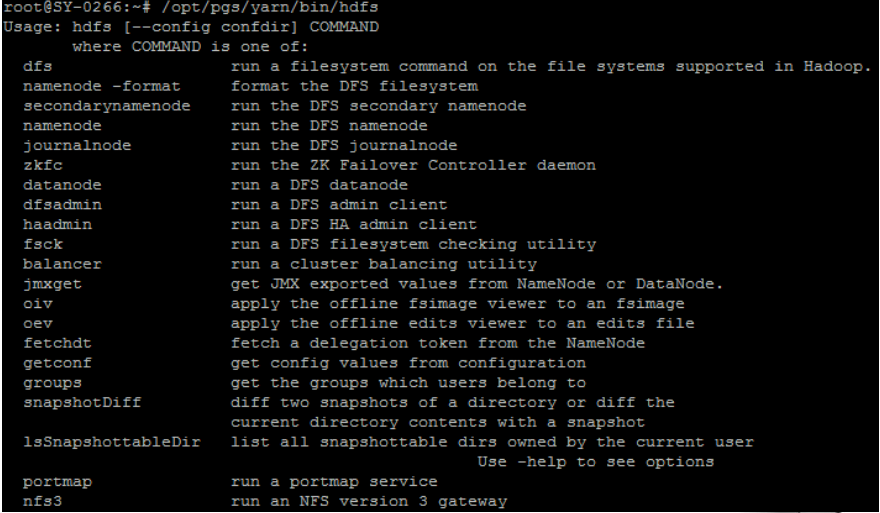 root@SY-0266:~# /opt/pgs/yarn/bin/hdfs
Usage: hdfs [--config confdir] COMMAND
       where COMMAND is one of:
  dfs                  run a filesystem command on the file systems supported in Hadoop.
  namenode -format     format the DFS filesystem
  secondarynamenode    run the DFS secondary namenode
  namenode             run the DFS namenode
  journalnode          run the DFS journalnode
  zkfc                 run the ZK Failover Controller daemon
  datanode             run a DFS datanode
  dfsadmin             run a DFS admin client
  haadmin              run a DFS HA admin client
  fsck                 run a DFS filesystem checking utility
  balancer             run a cluster balancing utility
  jmxget               get JMX exported values from NameNode or DataNode.
  oiv                  apply the offline fsimage viewer to an fsimage
  oev                  apply the offline edits viewer to an edits file
  fetchdt              fetch a delegation token from the NameNode
  getconf              get config values from configuration
  groups               get the groups which users belong to
  snapshotDiff         diff two snapshots of a directory or diff the
                       current directory contents with a snapshot
  lsSnapshottableDir   list all snapshottable dirs owned by the current user
                                                Use -help to see options
  portmap              run a portmap service
  nfs3                 run an NFS version 3 gateway